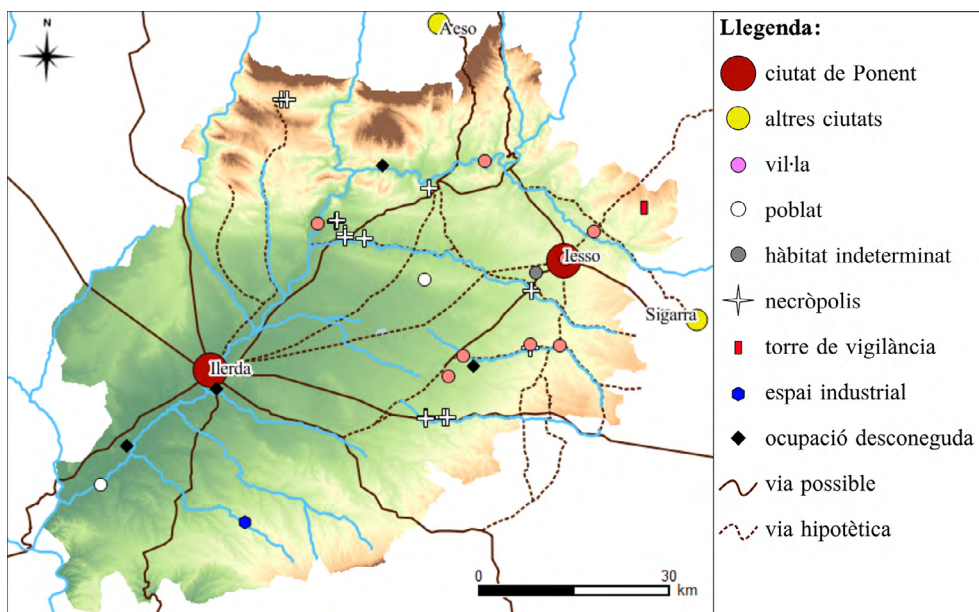 N
Aeso
Iesso
Sigarra
Ilerda
0
30
km
Llegenda:
ciutat de Ponent
altres ciutats
vil·la
poblat
hàbitat indeterminat
necròpolis
torre de vigilància
espai industrial
ocupació desconeguda
via possible
via hipotètica